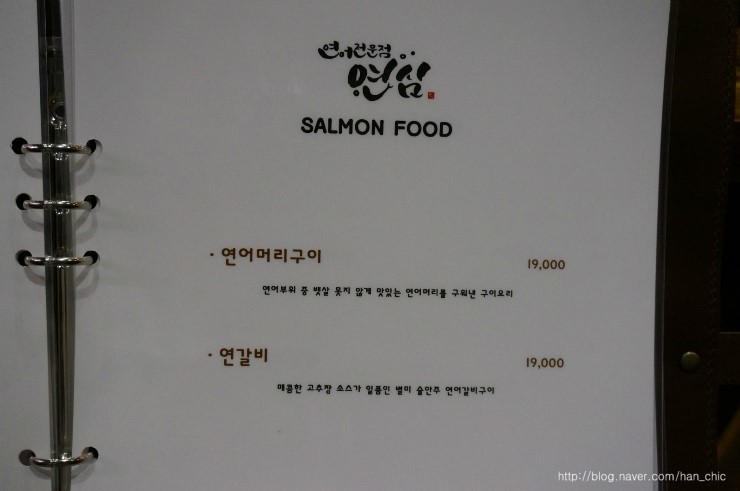 연어전문점
연심
SALMON FOOD
· 연어머리구이 19,000
연어부위 중 뱃살 못지 않게 맛있는 연어머리를 구워낸 구이요리
· 연갈비 19,000
매콤한 고추장 소스가 일품인 별미 술안주 연어갈비구이
http://blog.naver.com/han_chic